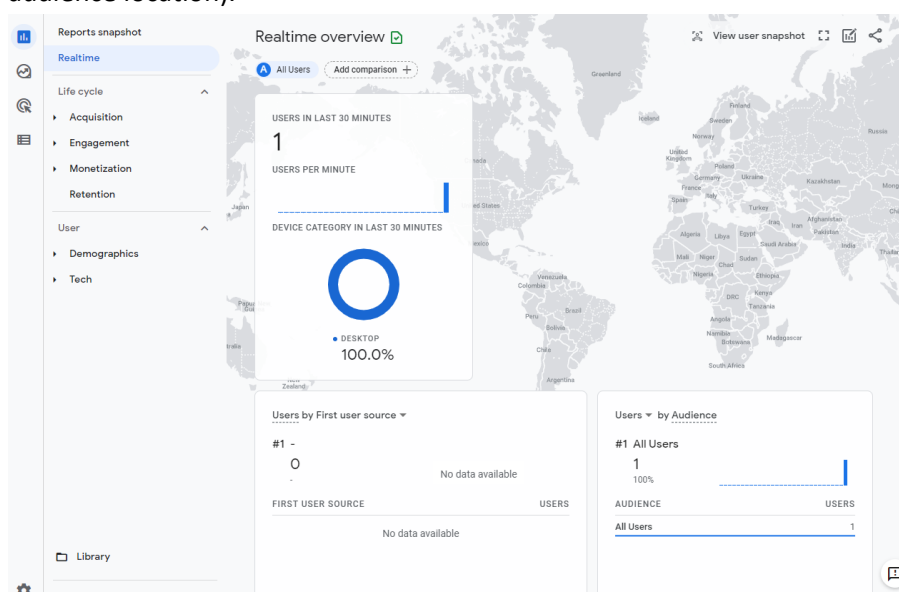 audience location).
Reports snapshot
Realtime
Life cycle
Acquisition
Engagement
Monetization
Retention
User
Demographics
Tech
Library
Realtime overview
View user snapshot
A All Users
Add comparison +
USERS IN LAST 30 MINUTES
1
USERS PER MINUTE
DEVICE CATEGORY IN LAST 30 MINUTES
DESKTOP
100.0%
Greenland
Iceland
Finland
Sweden
Norway
Russia
United
Kingdom
Poland
Germany
Ukraine
Kazakhstan
France
Italy
Spain
Turkey
Japan
Iraq
Iran
Afghanistan
Pakistan
Algeria
Libya
Egypt
Saudi Arabia
India
Mali
Niger
Chad
Sudan
Nigeria
Ethiopia
DRC
Kenya
Tanzania
Angola
Namibia
Botswana
Madagascar
South Africa
Venezuela
Colombia
Peru
Brazil
Bolivia
Chile
Argentina
New
Zealand
Users by First user source
#1 -
0
-
No data available
FIRST USER SOURCE USERS
No data available
Users by Audience
#1 All Users
1
100%
AUDIENCE USERS
All Users 1